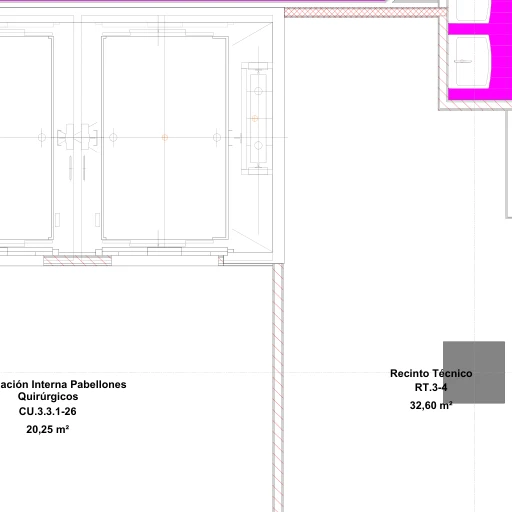 ación Interna Pabellones
Quirúrgicos
CU.3.3.1-26
20,25 m²
Recinto Técnico
RT.3-4
32,60 m²